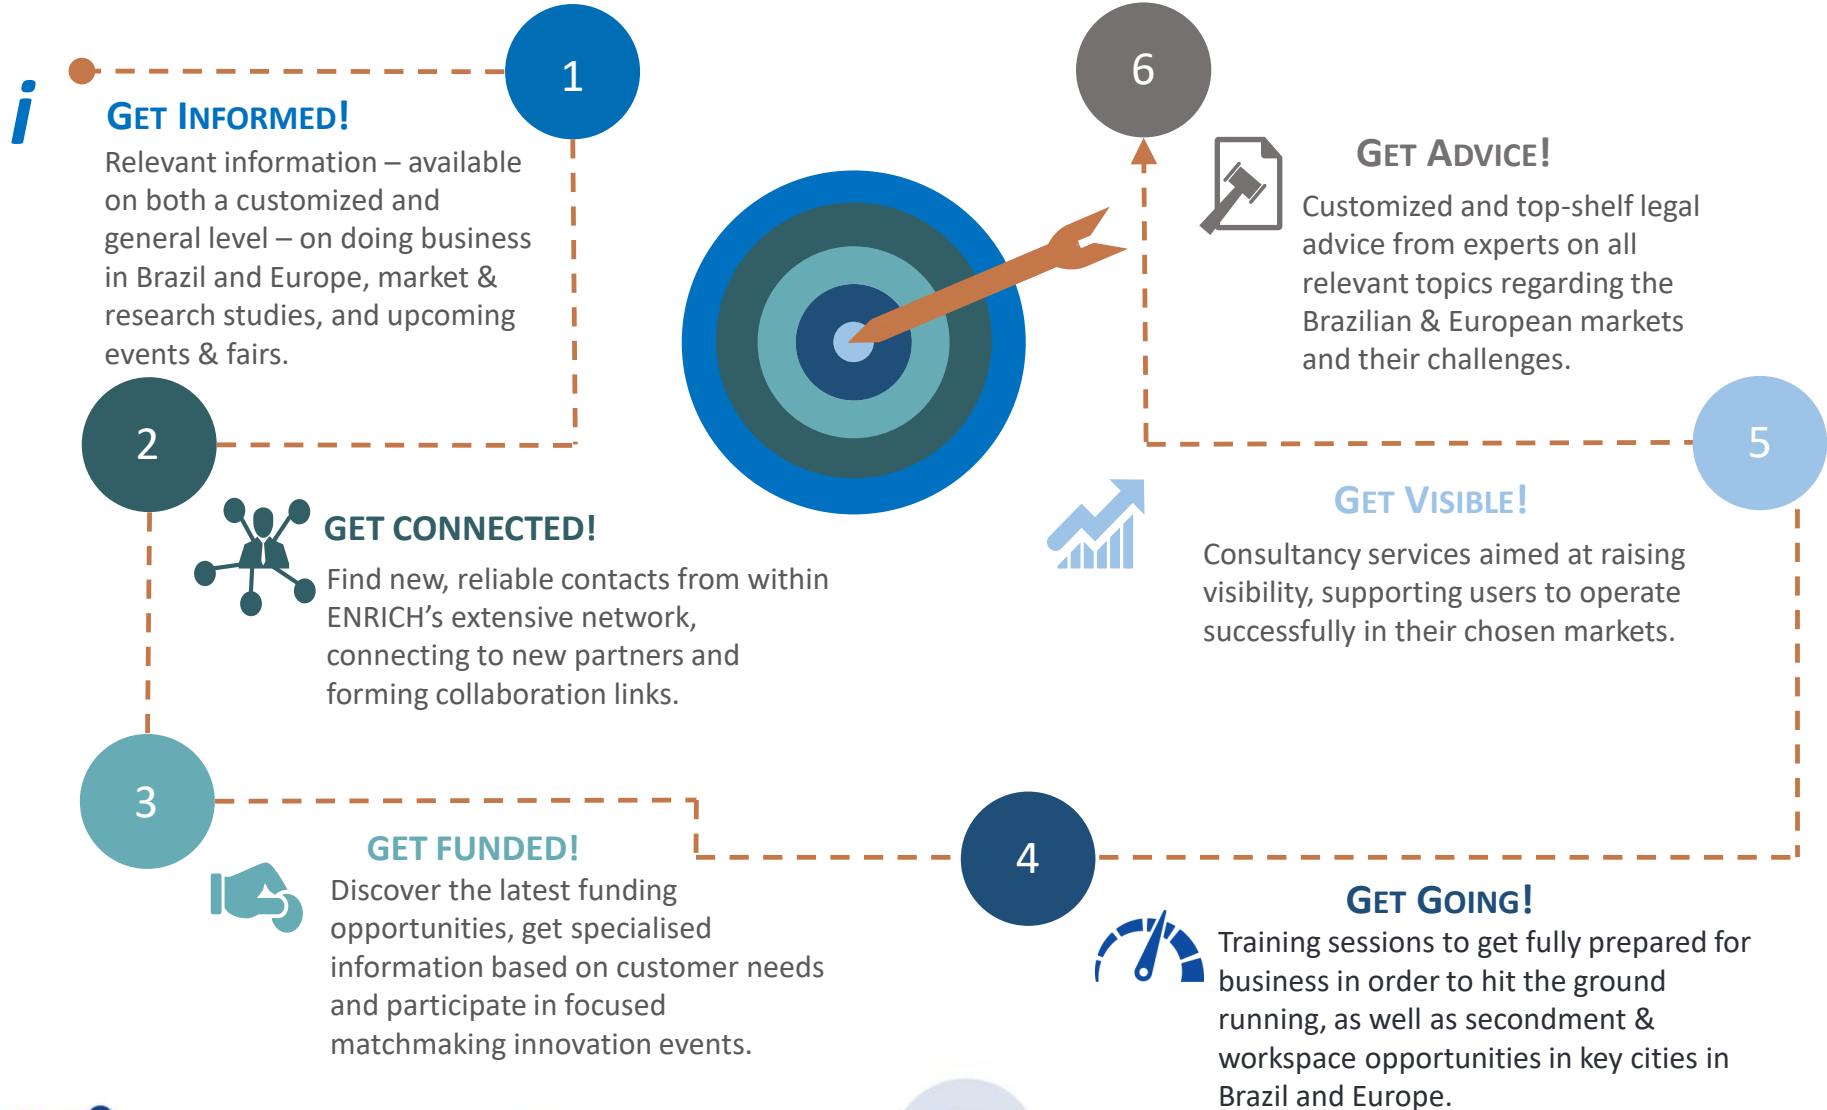 1
i
GET INFORMED!
Relevant information – available
on both a customized and
general level – on doing business
in Brazil and Europe, market &
research studies, and upcoming
events & fairs.
2
GET CONNECTED!
Find new, reliable contacts from within
ENRICH’s extensive network,
connecting to new partners and
forming collaboration links.
3
GET FUNDED!
Discover the latest funding
opportunities, get specialised
information based on customer needs
and participate in focused
matchmaking innovation events.
4
GET GOING!
Training sessions to get fully prepared for
business in order to hit the ground
running, as well as secondment &
workspace opportunities in key cities in
Brazil and Europe.
5
GET VISIBLE!
Consultancy services aimed at raising
visibility, supporting users to operate
successfully in their chosen markets.
6
GET ADVICE!
Customized and top-shelf legal
advice from experts on all
relevant topics regarding the
Brazilian & European markets
and their challenges.